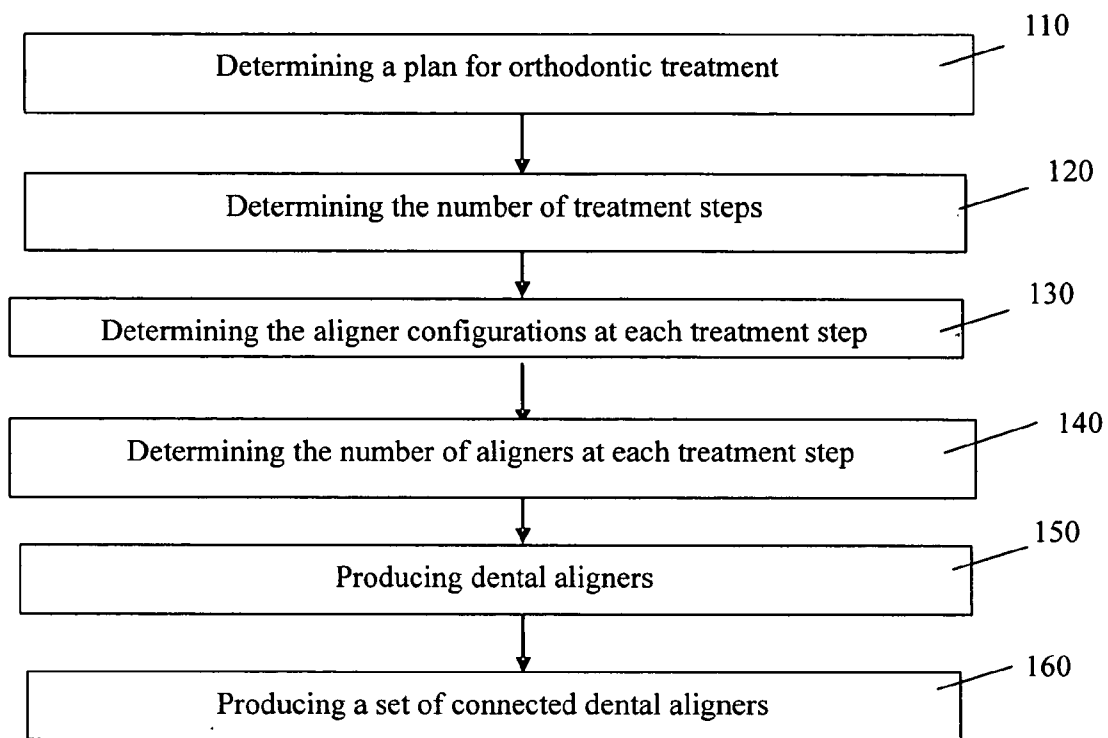 110
Determining a plan for orthodontic treatment
120
Determining the number of treatment steps
130
Determining the aligner configurations at each treatment step
140
Determining the number of aligners at each treatment step
150
Producing dental aligners
160
Producing a set of connected dental aligners